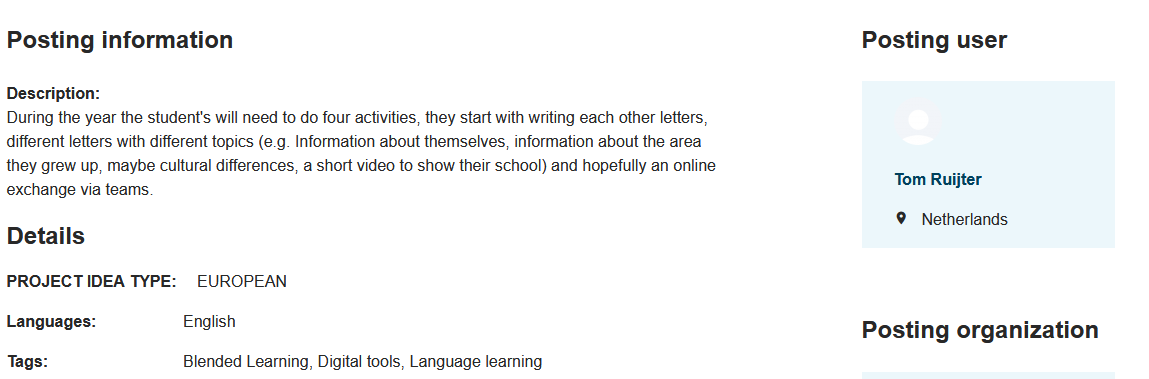 Posting information
Description:
During the year the student's will need to do four activities, they start with writing each other letters,
different letters with different topics (e.g. Information about themselves, information about the area
they grew up, maybe cultural differences, a short video to show their school) and hopefully an online
exchange via teams.
Details
PROJECT IDEA TYPE: EUROPEAN
Languages: English
Tags: Blended Learning, Digital tools, Language learning
Posting user
Tom Ruijter
Netherlands
Posting organization